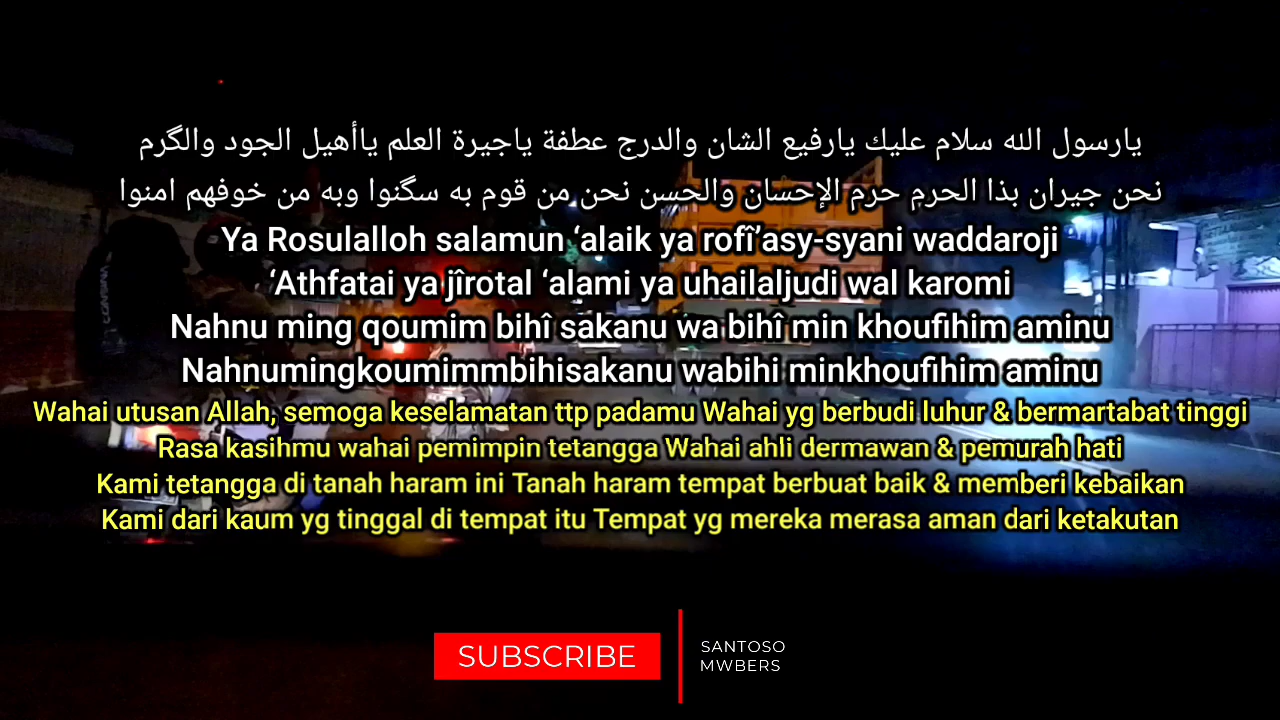 يارسول الله سلام عليك يارفيع الشان والدرج عطفة ياجيرة العلم ياأهيل الجود والگرم
نحن جيران بذا الحرم حرم الإحسان والحسن نحن من قوم به سگنوا وبه من خوفهم امنوا
Ya Rosulalloh salamun ‘alaik ya rofî’asy-syani waddaroji
‘Athfatai ya jîrotal ‘alami ya uhailaljudi wal karomi
Nahnu ming qoumim bihî sakanu wa bihî min khoufihim aminu
Nahnumingkoumimmbihisakanu wabihi minkhoufihim aminu
Wahai utusan Allah, semoga keselamatan ttp padamu Wahai yg berbudi luhur & bermartabat tinggi
Rasa kasihmu wahai pemimpin tetangga Wahai ahli dermawan & pemurah hati
Kami tetangga di tanah haram ini Tanah haram tempat berbuat baik & memberi kebaikan
Kami dari kaum yg tinggal di tempat itu Tempat yg mereka merasa aman dari ketakutan
SUBSCRIBE
SANTOSO
MWBERS